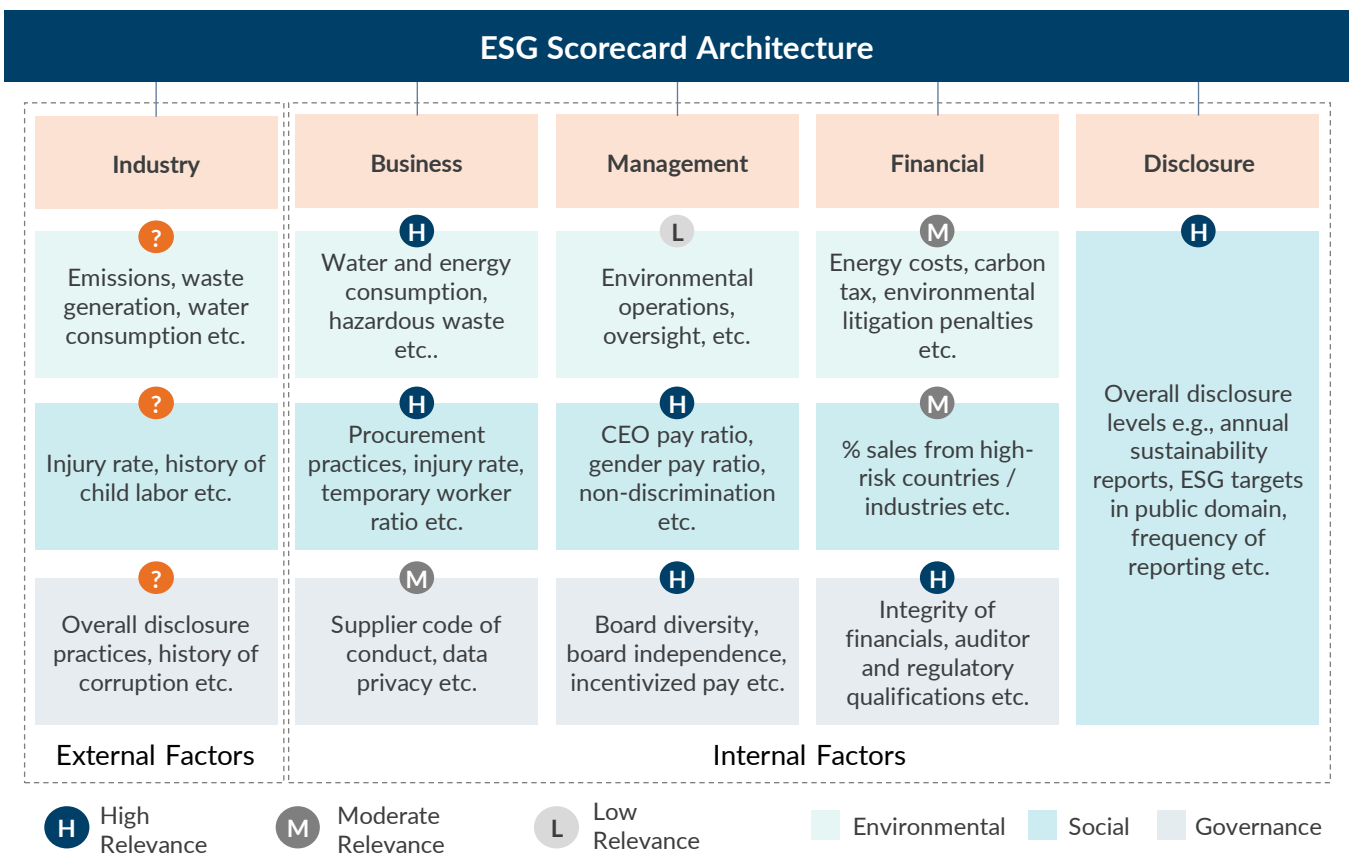 ESG Scorecard Architecture
Industry
Business
Management
Financial
Disclosure
?
Emissions, waste
generation, water
consumption etc.
H
Water and energy
consumption,
hazardous waste
etc..
L
Environmental
operations,
oversight, etc.
M
Energy costs, carbon
tax, environmental
litigation penalties
etc.
H
Overall disclosure
levels e.g., annual
sustainability
reports, ESG targets
in public domain,
frequency of
reporting etc.
?
Injury rate, history of
child labor etc.
H
Procurement
practices, injury rate,
temporary worker
ratio etc.
H
CEO pay ratio,
gender pay ratio,
non-discrimination
etc.
M
% sales from high-
risk countries /
industries etc.
?
Overall disclosure
practices, history of
corruption etc.
M
Supplier code of
conduct, data
privacy etc.
H
Board diversity,
board independence,
incentivized pay etc.
H
Integrity of
financials, auditor
and regulatory
qualifications etc.
External Factors
Internal Factors
H
High
Relevance
M
Moderate
Relevance
L
Low
Relevance
Environmental
Social
Governance